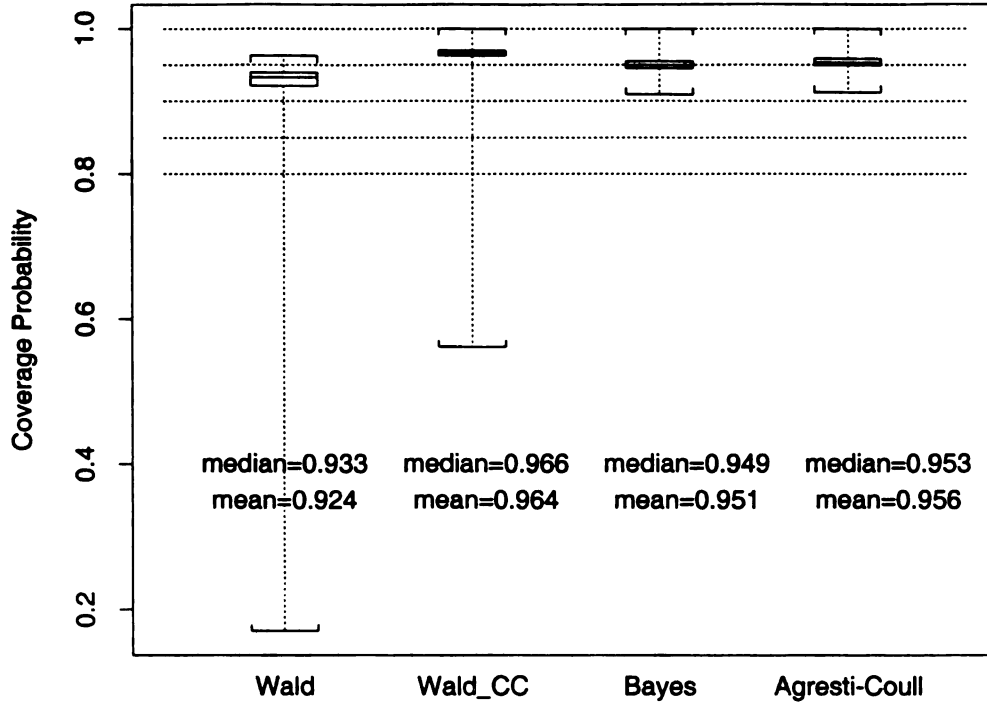 Coverage Probability
1.0
0.8
0.6
0.4
0.2
median=0.933 median=0.966 median=0.949 median=0.953
mean=0.924 mean=0.964 mean=0.951 mean=0.956
Wald Wald_CC Bayes Agresti-Coull